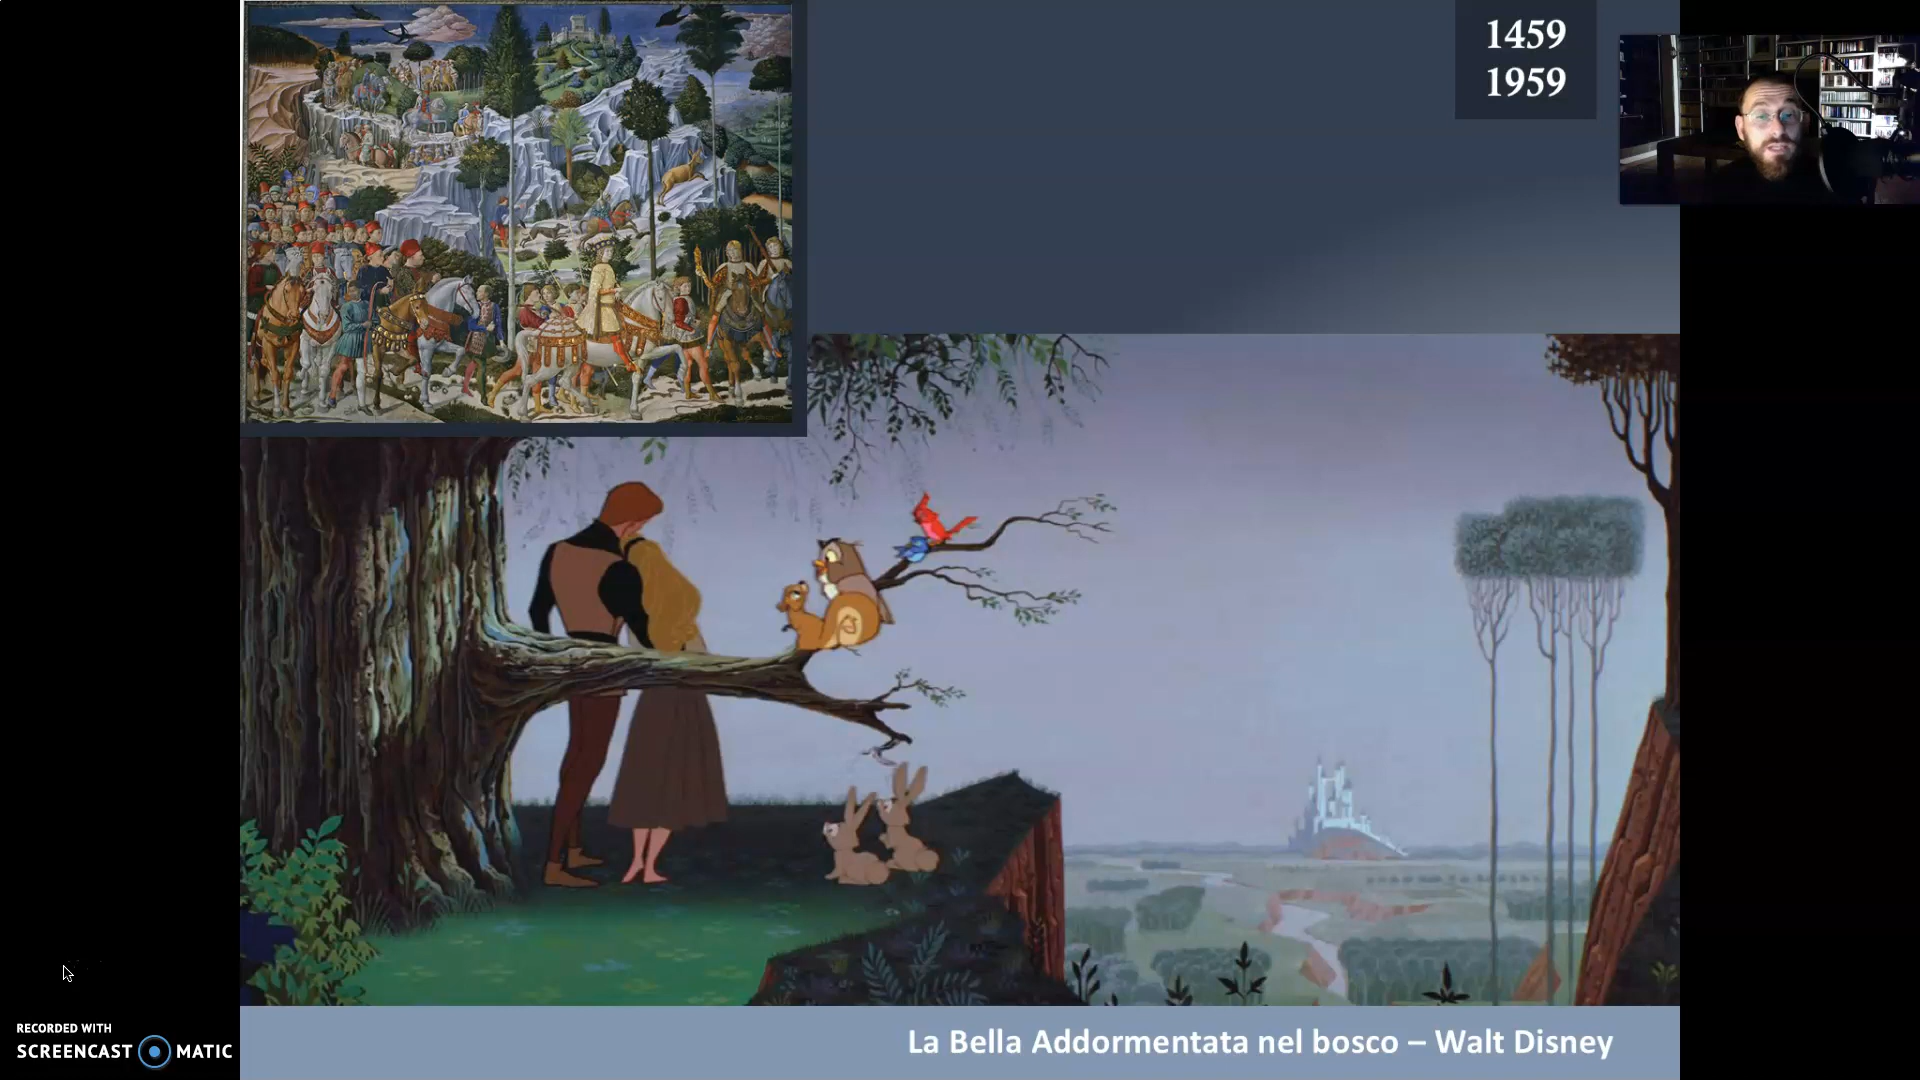 1459
1959
RECORDED WITH
SCREENCAST MATIC
La Bella Addormentata nel bosco – Walt Disney